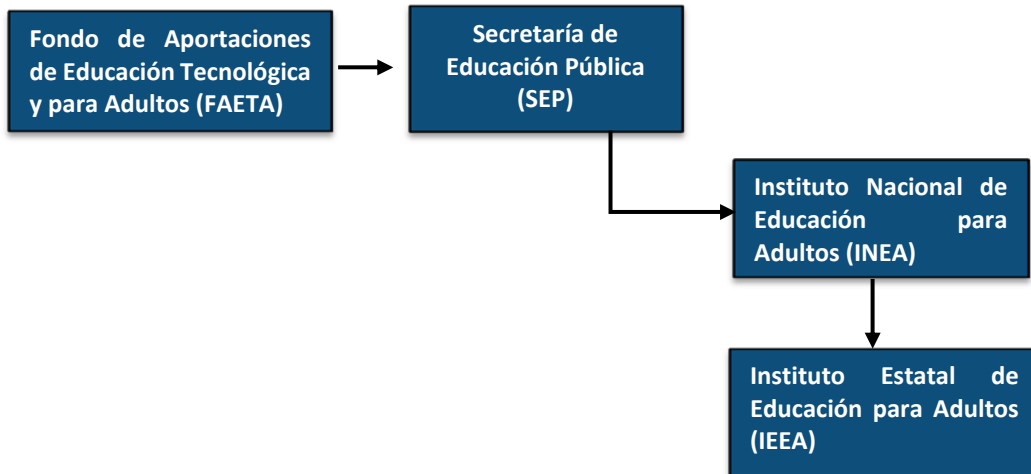 Fondo de Aportaciones
de Educación Tecnológica
y para Adultos (FAETA)
Secretaría de
Educación Pública
(SEP)
Instituto Nacional de
Educación para
Adultos (INEA)
Instituto Estatal de
Educación para Adultos
(IEEA)